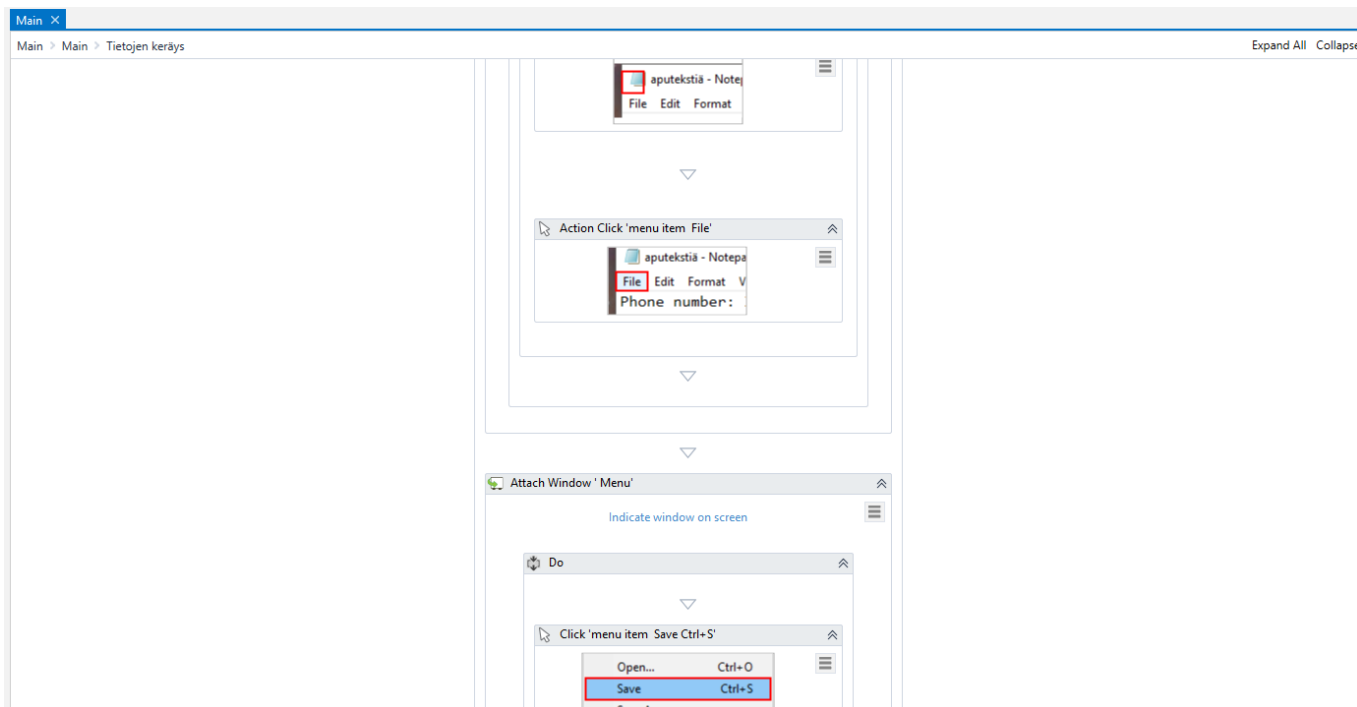 Main
Main > Main > Tietojen keräys
Expand All Collapse
aputekstiä - Notep
File Edit Format
Action Click 'menu item File'
aputekstiä - Notepa
File Edit Format V
Phone number:
Attach Window ' Menu'
Indicate window on screen
Do
Click 'menu item Save Ctrl+S'
Open... Ctrl+O
Save Ctrl+S